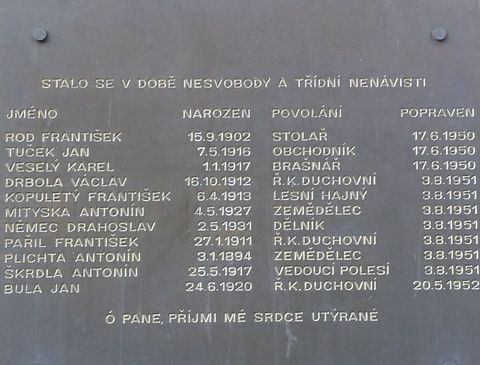 STALO SE V DOBĚ NESVOBODY A TŘÍDNÍ NENÁVISTI
JMÉNO NAROZEN POVOLÁNÍ POPRAVEN
ROD FRANTIŠEK 15.9.1902 STOLAŘ 17.6.1950
TUČEK JAN 7.5.1916 OBCHODNÍK 17.6.1950
VESELÝ KAREL 1.1.1917 BRAŠNÁŘ 17.6.1950
DRBOLA VÁCLAV 16.10.1912 Ř.K.DUCHOVNÍ 3.8.1951
KOPULETÝ FRANTIŠEK 6.4.1913 LESNÍ HAJNÝ 3.8.1951
MITYSKA ANTONÍN 4.5.1927 ZEMĚDĚLEC 3.8.1951
NĚMEC DRAHOSLAV 2.5.1931 DĚLNÍK 3.8.1951
PAŘIL FRANTIŠEK 27.1.1911 Ř.K.DUCHOVNÍ 3.8.1951
PLICHTA ANTONÍN 3.1.1894 ZEMĚDĚLEC 3.8.1951
ŠKRDLA ANTONÍN 25.5.1917 VEDOUCÍ POLESÍ 3.8.1951
BULA JAN 24.6.1920 Ř.K.DUCHOVNÍ 20.5.1952
Ó PANE, PŘÍJMI MÉ SRDCE UTÝRANÉ